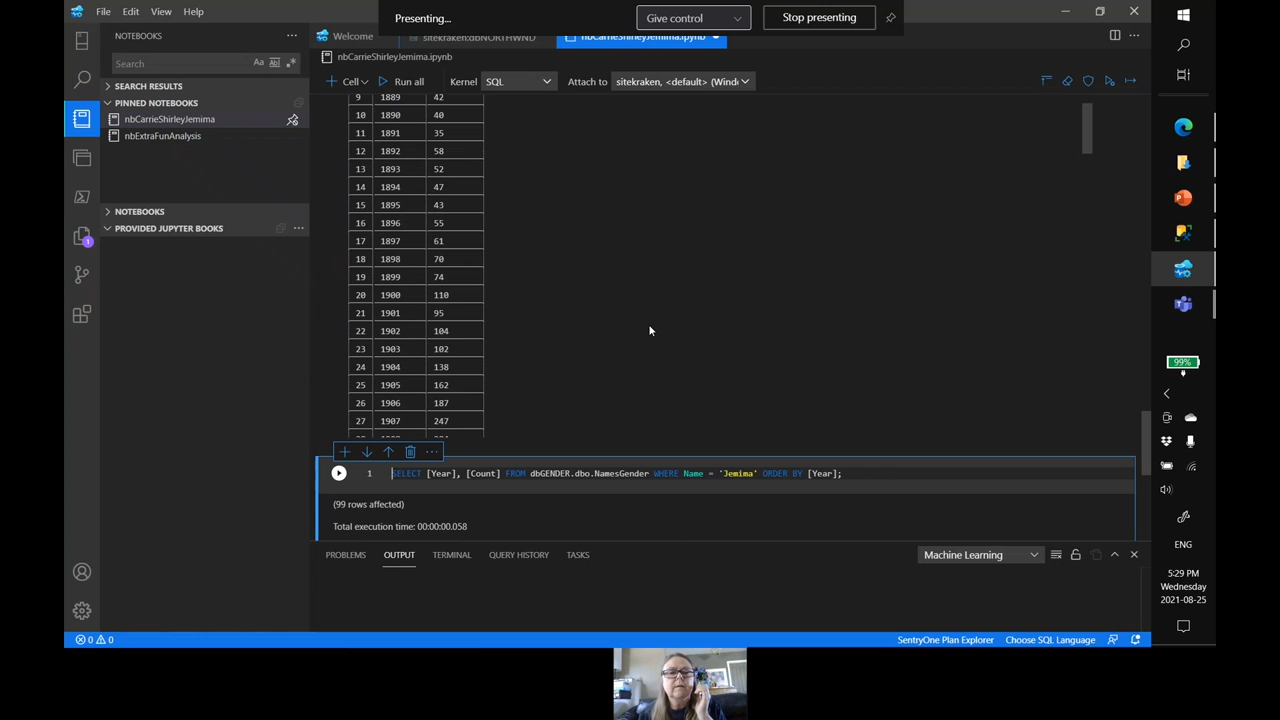 Presenting...
Give control
Stop presenting
File Edit View Help
NOTEBOOKS
Search
SEARCH RESULTS
PINNED NOTEBOOKS
nbCarrieShirleyJemima
nbExtraFunAnalysis
NOTEBOOKS
PROVIDED JUPYTER BOOKS
1
Welcome
sitekraken:dbNORTHWND
nbCarrieShirleyJemima.ipynb
nbCarrieShirleyJemima.ipynb
Cell Run all Kernel SQL Attach to sitekraken, <default> (Wind
9 1889 42
10 1890 40
11 1891 35
12 1892 58
13 1893 52
14 1894 47
15 1895 43
16 1896 55
17 1897 61
18 1898 70
19 1899 74
20 1900 110
21 1901 95
22 1902 104
23 1903 102
24 1904 138
25 1905 162
26 1906 187
27 1907 247
1 SELECT [Year], [Count] FROM dbGENDER.dbo.NamesGender WHERE Name = 'Jemima' ORDER BY [Year];
(99 rows affected)
Total execution time: 00:00:00.058
PROBLEMS OUTPUT TERMINAL QUERY HISTORY TASKS
Machine Learning
0 0
SentryOne Plan Explorer Choose SQL Language
99%
ENG
5:29 PM
Wednesday
2021-08-25